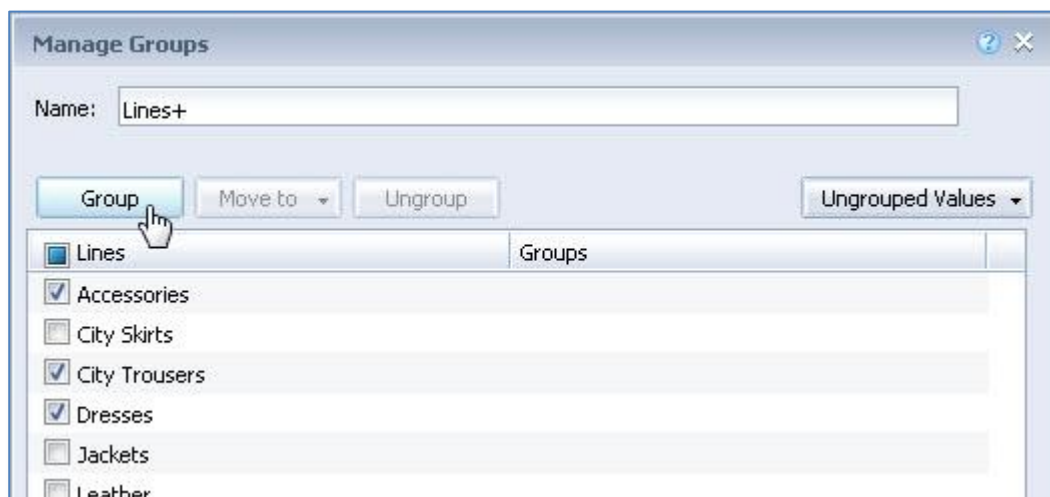 Manage Groups
Name: Lines+
Group Move to Ungroup Ungrouped Values
Lines Groups
Accessories
City Skirts
City Trousers
Dresses
Jackets
Leather